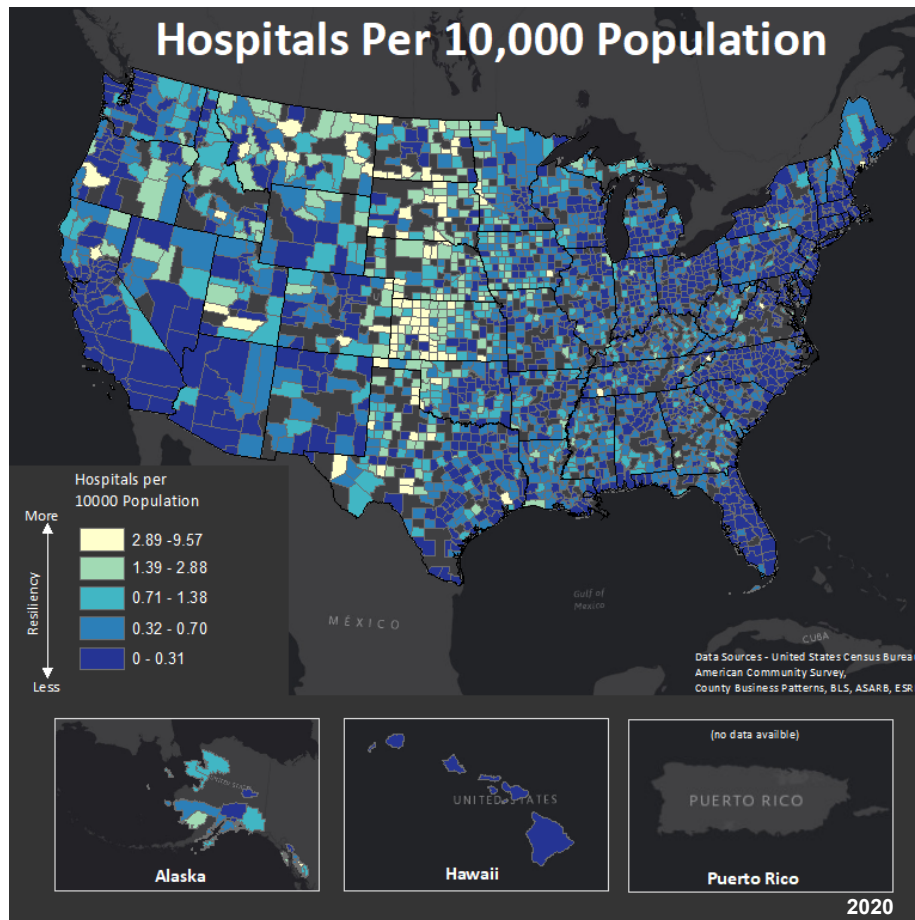 Hospitals Per 10,000 Population
Hospitals per
10000 Population
More
Resiliency
Less
2.89 -9.57
1.39 - 2.88
0.71 - 1.38
0.32 - 0.70
0 - 0.31
MÉXICO
Gulf of
Mexico
CUBA
Data Sources - United States Census Bureau
American Community Survey,
County Business Patterns, BLS, ASARB, ESR
UNITED STATES
Alaska
UNITED STATES
Hawaii
(no data availble)
PUERTO RICO
Puerto Rico
2020